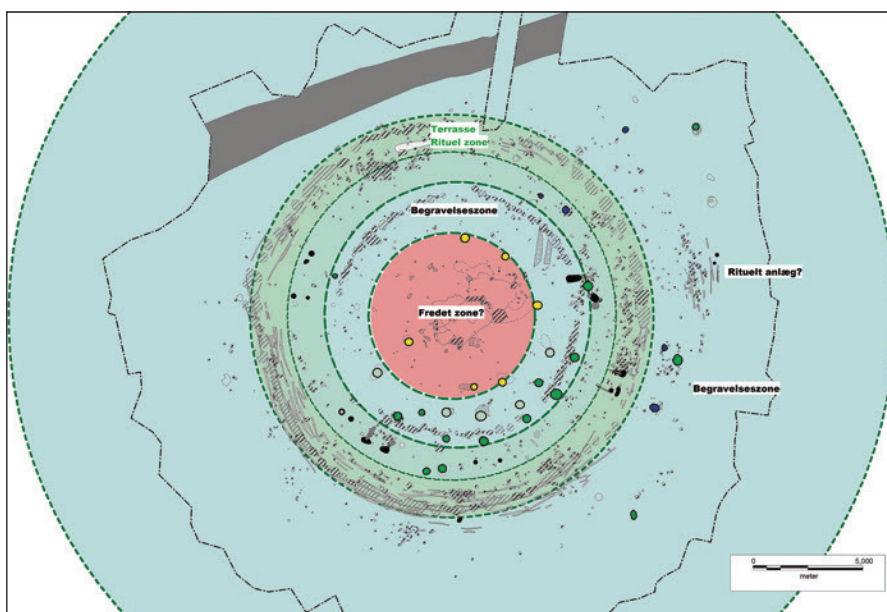 Terrasse
Rituel zone
Begravelseszone
Rituelt anlæg?
Fredet zone?
Begravelseszone
0 5,000
meter